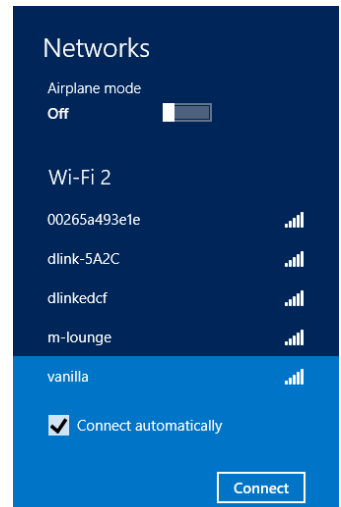 Networks
Airplane mode
Off
Wi-Fi 2
00265a493e1e
dlink-5A2C
dlinkedcf
m-lounge
vanilla
Connect automatically
Connect